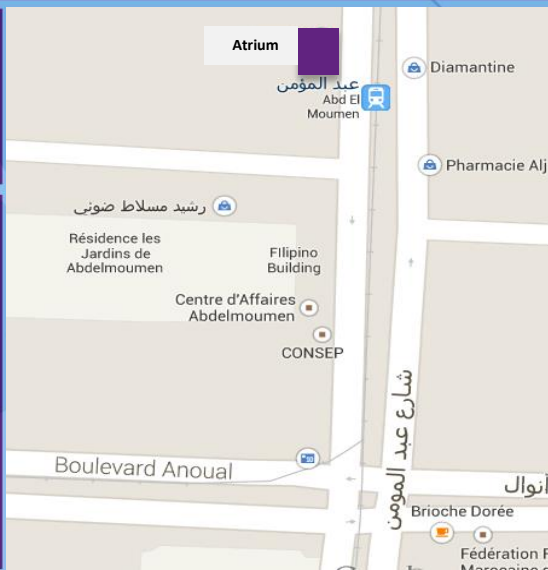 Atrium
Diamantine
عبد المؤمن
Abd El
Moumen
Pharmacie Alj
رشيد مسلاط ضوئي
Résidence les
Jardins de
Abdelmoumen
FIlipino
Building
Centre d'Affaires
Abdelmoumen
CONSEP
شارع عبد المومن
Boulevard Anoual
أنوال
Brioche Dorée
Fédération